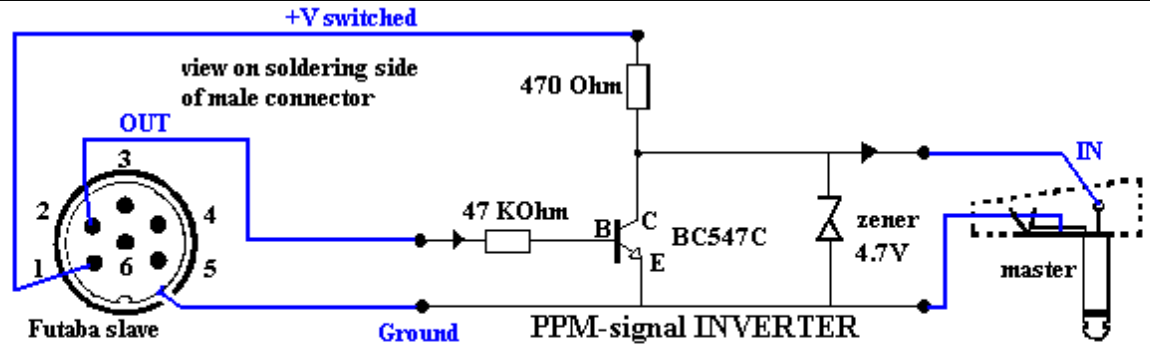 +V switched
view on soldering side
of male connector
470 Ohm
OUT
IN
3
2
4
47 KOhm
B
C
BC547C
zener
4.7V
E
1
6
5
master
Futaba slave
Ground
PPM-signal INVERTER